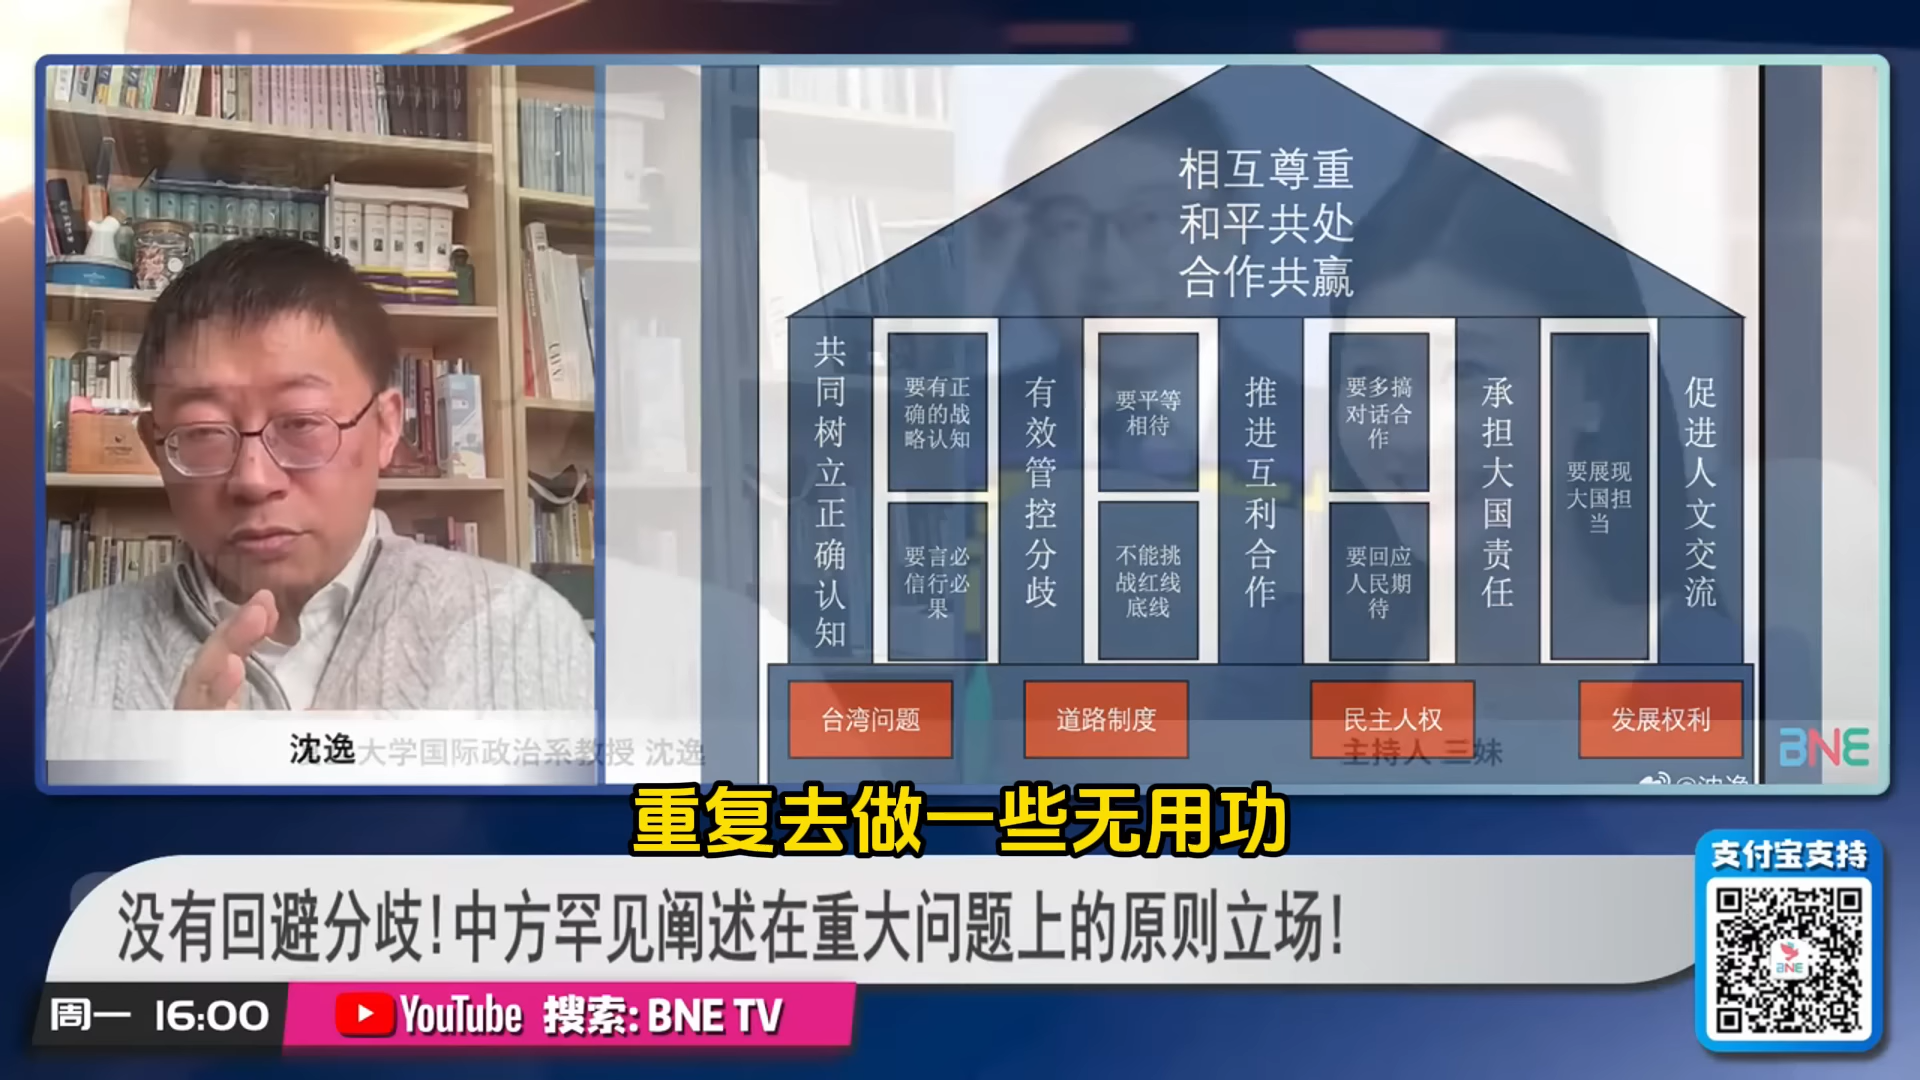 相互尊重
和平共处
合作共赢
共同树立正确认知
要有正
确的战
略认知
要言必
信行必
果
有效管控分歧
要平等
相待
不能挑
战红线
底线
推进互利合作
要多搞
对话合
作
要回应
人民期
待
承担大国责任
要展现
大国担
当
促进人文交流
台湾问题
道路制度
民主人权
发展权利
沈逸
大学国际政治系教授 沈逸
主持人 三妹
BNE
@沈逸
重复去做一些无用功
没有回避分歧！中方罕见阐述在重大问题上的原则立场！
周一 16:00
YouTube 搜索: BNE TV
支付宝支持
BNE